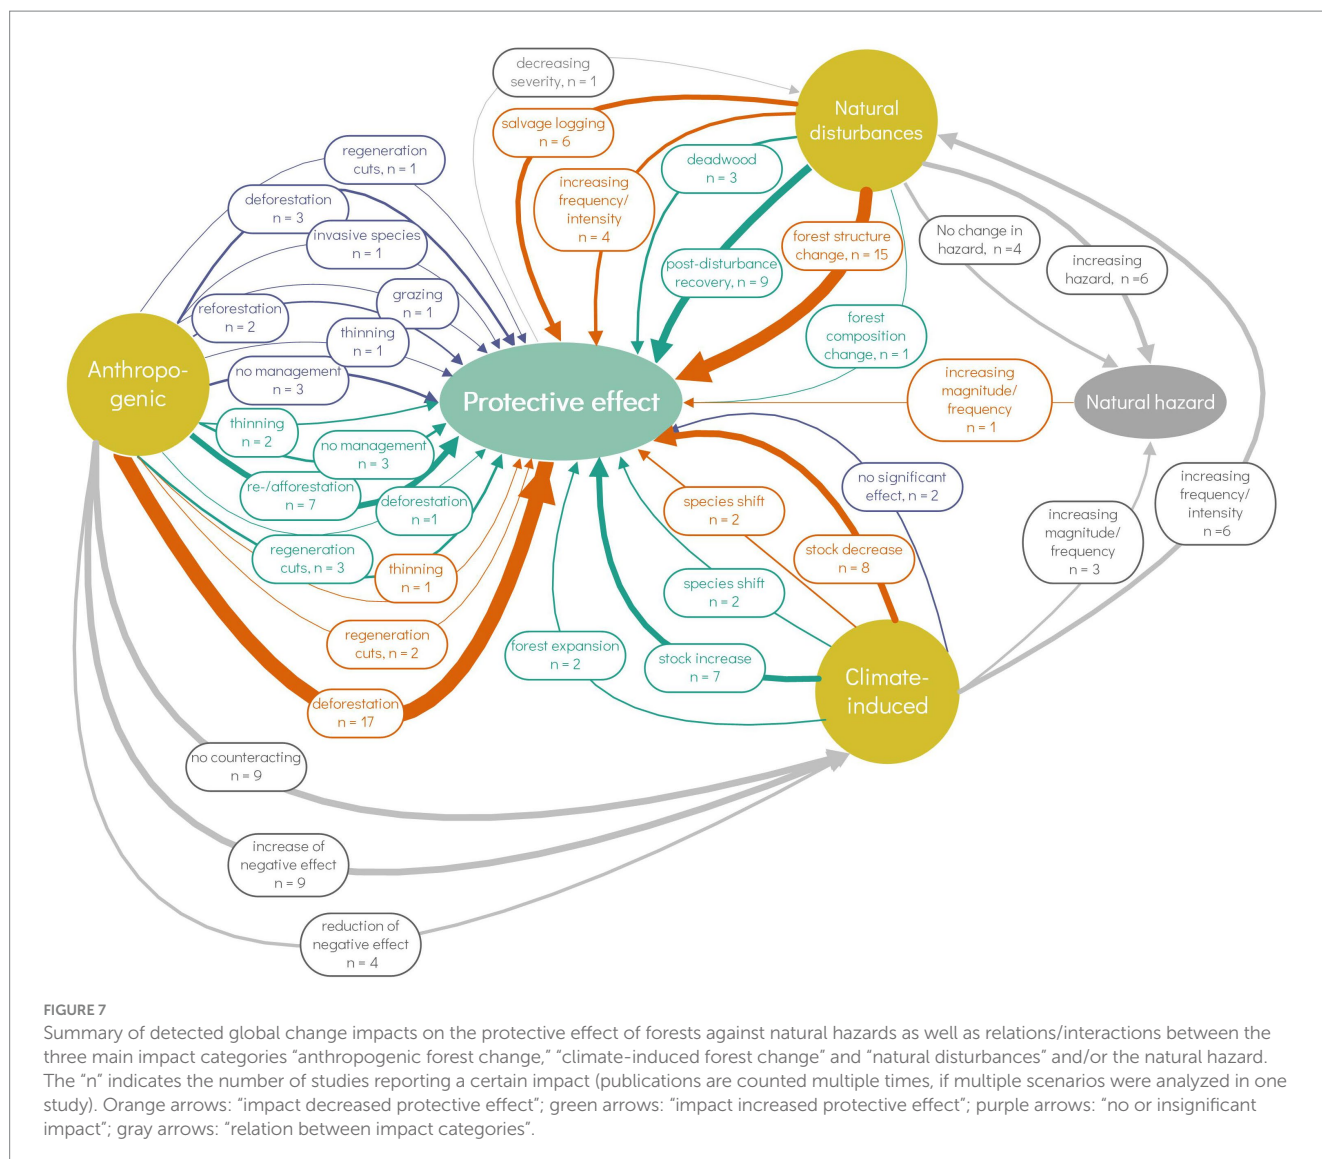 decreasing
severity, n = 1
Natural
disturbances
salvage logging
n = 6
regeneration
cuts, n = 1
deadwood
n = 3
increasing
frequency/
intensity
n = 4
deforestation
n = 3
invasive species
n = 1
forest structure
change, n = 15
No change in
hazard, n =4
increasing
hazard, n =6
post-disturbance
recovery, n = 9
grazing
n = 1
reforestation
n = 2
thinning
n = 1
forest
composition
change, n = 1
Anthropo-
genic
no management
n = 3
Protective effect
increasing
magnitude/
frequency
n = 1
Natural hazard
thinning
n = 2
no management
n = 3
re-/afforestation
n = 7
deforestation
n =1
species shift
n = 2
no significant
effect, n = 2
increasing
frequency/
intensity
n =6
increasing
magnitude/
frequency
n = 3
regeneration
cuts, n = 3
thinning
n = 1
stock decrease
n = 8
species shift
n = 2
regeneration
cuts, n = 2
forest expansion
n = 2
stock increase
n = 7
Climate-
induced
deforestation
n = 17
no counteracting
n = 9
increase of
negative effect
n = 9
reduction of
negative effect
n = 4
FIGURE 7
Summary of detected global change impacts on the protective effect of forests against natural hazards as well as relations/interactions between the
three main impact categories “anthropogenic forest change,” “climate-induced forest change” and “natural disturbances” and/or the natural hazard.
The “n” indicates the number of studies reporting a certain impact (publications are counted multiple times, if multiple scenarios were analyzed in one
study). Orange arrows: “impact decreased protective effect”; green arrows: “impact increased protective effect”; purple arrows: “no or insignificant
impact”; gray arrows: “relation between impact categories”.